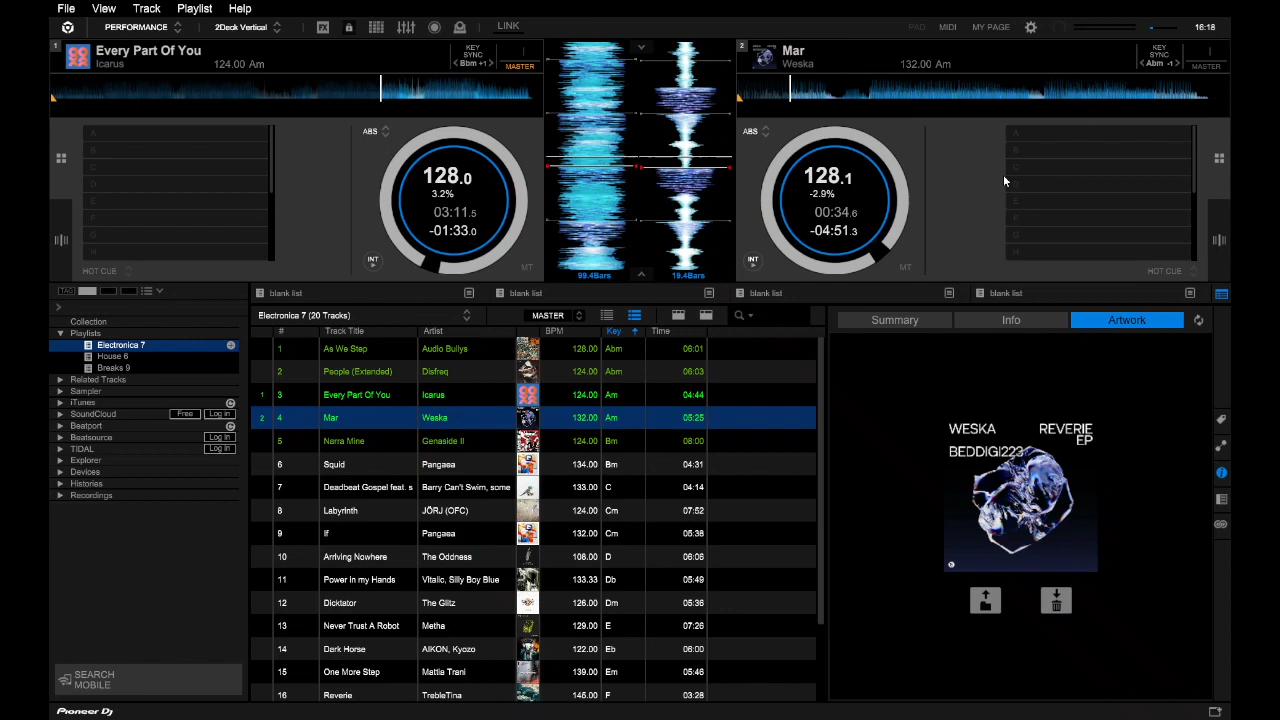 File View Track Playlist Help
PERFORMANCE 2Deck Vertical FX LINK PAD MIDI MY PAGE 16:18
1 Every Part Of You
Icarus 124.00 Am
KEY SYNC
Bbm +1 MASTER
2 Mar
Weska 132.00 Am
KEY SYNC
Abm -1 MASTER
A
B
C
D
E
F
G
H
HOT CUE
ABS
128.0
3.2%
03:11.5
-01:33.0
INT MT
99.4Bars 19.4Bars
ABS
128.1
-2.9%
00:34.6
-04:51.3
INT MT
A
B
C
E
F
G
H
HOT CUE
TAG
blank list blank list blank list blank list
Collection
Playlists
Electronica 7
House 6
Breaks 9
Related Tracks
Sampler
iTunes
SoundCloud Free Log in
Beatport
Beatsource Log in
TIDAL Log in
Explorer
Devices
Histories
Recordings
SEARCH
MOBILE
Electronica 7 (20 Tracks) MASTER
# Track Title Artist BPM Key Time
1 As We Step Audio Bullys 128.00 Abm 06:01
2 People (Extended) Disfreq 124.00 Abm 06:03
1 3 Every Part Of You Icarus 124.00 Am 04:44
2 4 Mar Weska 132.00 Am 05:25
5 Narra Mine Genaside II 124.00 Bm 08:00
6 Squid Pangaea 134.00 Bm 04:31
7 Deadbeat Gospel feat. s Barry Can't Swim, some 133.00 C 04:14
8 Labyrinth JÖRJ (OFC) 124.00 Cm 07:52
9 If Pangaea 132.00 Cm 05:38
10 Arriving Nowhere The Oddness 108.00 D 06:06
11 Power in my Hands Vitalic, Silly Boy Blue 133.33 Db 05:49
12 Dicktator The Glitz 126.00 Dm 05:36
13 Never Trust A Robot Metha 129.00 E 07:26
14 Dark Horse AIKON, Kyozo 122.00 Eb 06:00
15 One More Step Mattia Trani 139.00 Em 05:46
16 Reverie TrebleTina 145.00 F 03:28
Summary Info Artwork
WESKA REVERIE
EP
BEDDIGI223
Pioneer Dj